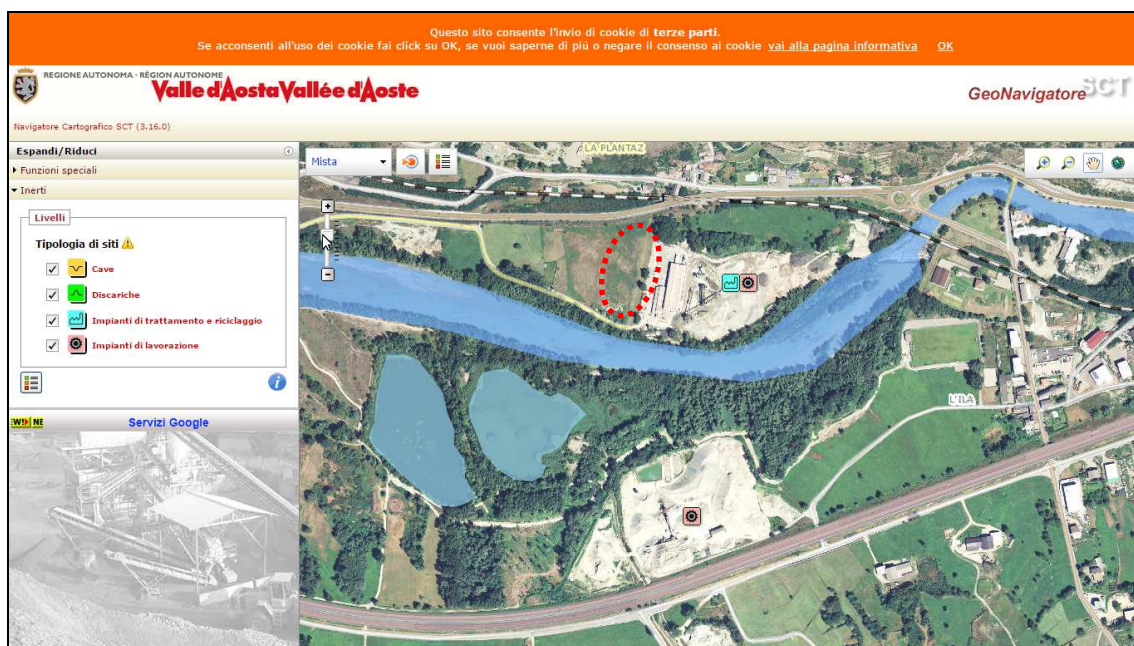 Questo sito consente l'invio di cookie di terze parti.
Se acconsenti all'uso dei cookie fai click su OK, se vuoi saperne di piú o negare il consenso ai cookie vai alla pagina informativa OK
REGIONE AUTONOMA · RÉGION AUTONOME
Valle d'Aosta Vallée d'Aoste
GeoNavigatore SCT
Navigatore Cartografico SCT (3.16.0)
Espandi/Riduci
Funzioni speciali
Inerti
Livelli
Tipologia di siti
Cave
Discariche
Impianti di trattamento e riciclaggio
Impianti di lavorazione
Servizi Google
Mista
LA PLANTAZ
L'ILA